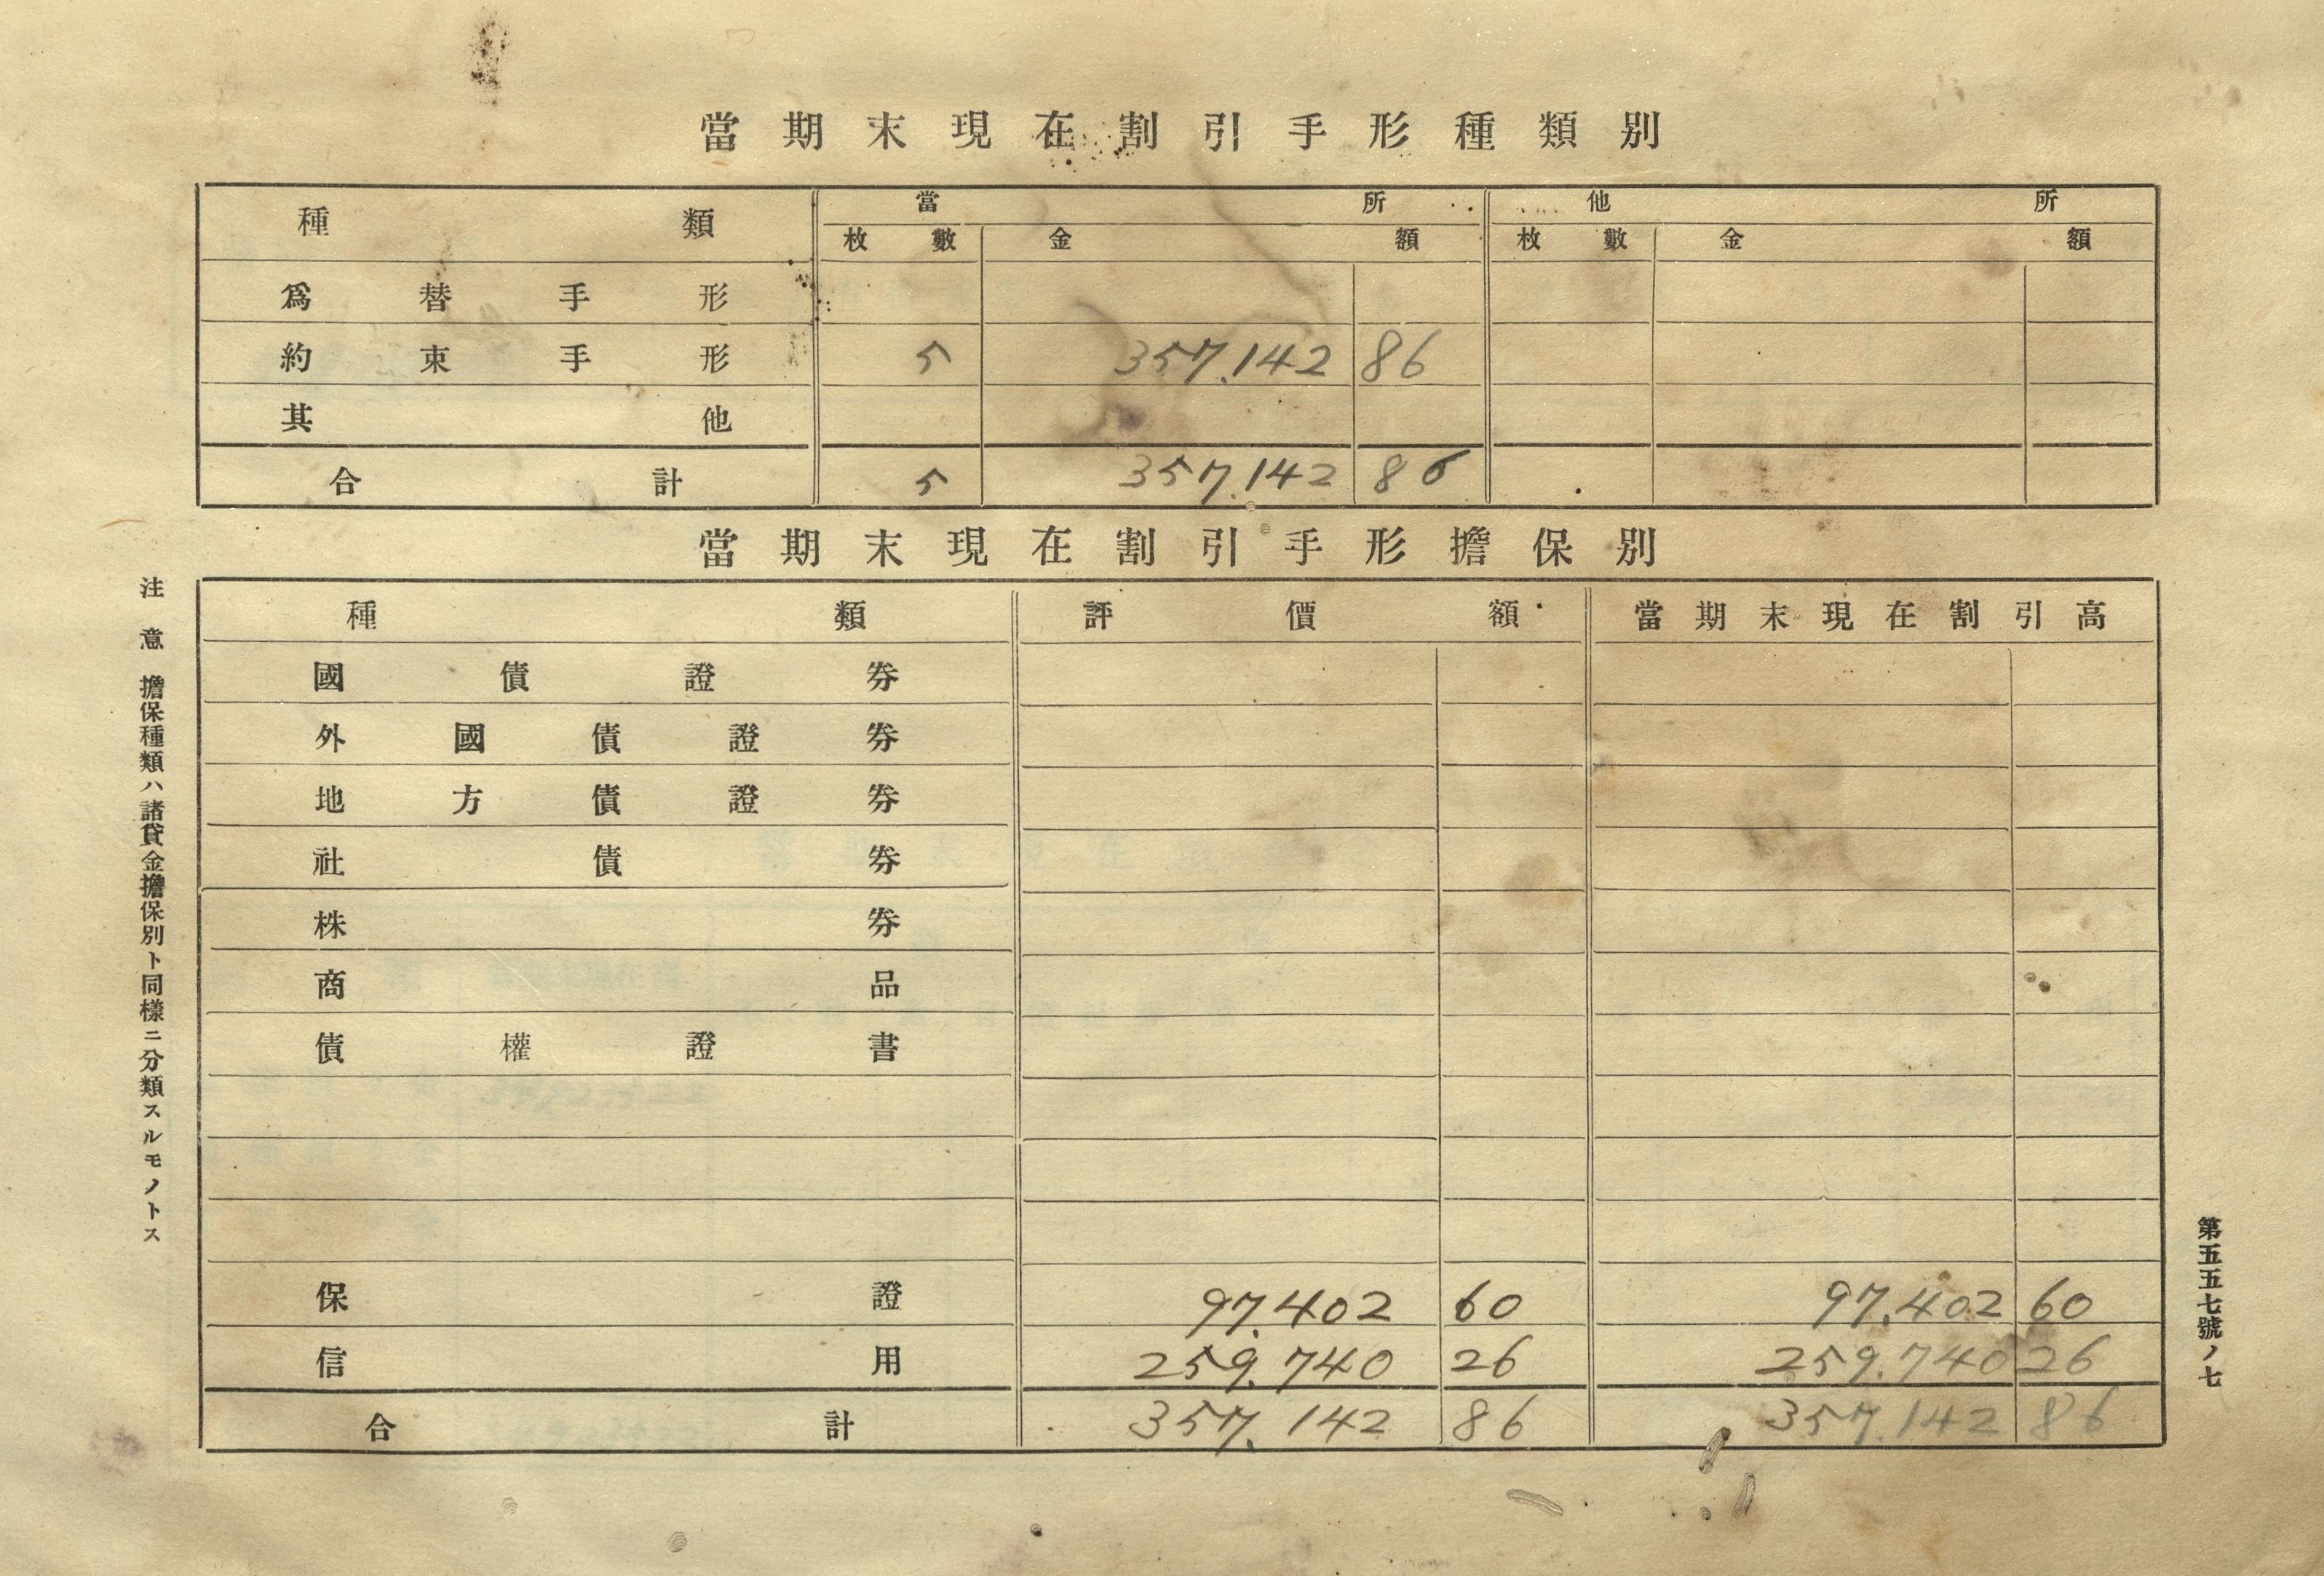 當期末現在割引手形種類別
種類 當所 他所
枚數 金額 枚數 金額
爲替手形
約束手形 5 357.142 86
其他
合計 5 357.142 86
當期末現在割引手形擔保別
種類 評價額 當期末現在割引高
國債證券
外國債證券
地方債證券
社債券
株券
商品
債權證書
保證 97.402 60 97.402 60
信用 259.740 26 259.740 26
合計 357.142 86 357.142 86
注意 擔保種類ハ諸貸金擔保別ト同樣ニ分類スルモノトス
第五五七號ノ七